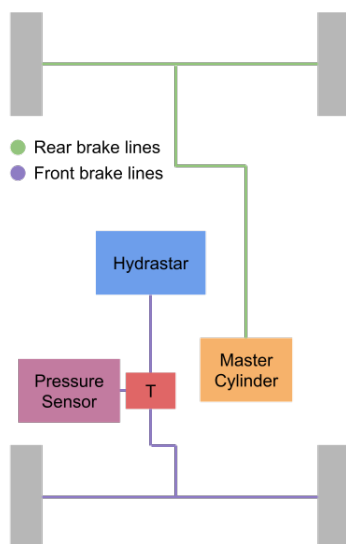 Rear brake lines
Front brake lines
Hydrastar
Master
Cylinder
Pressure
Sensor
T